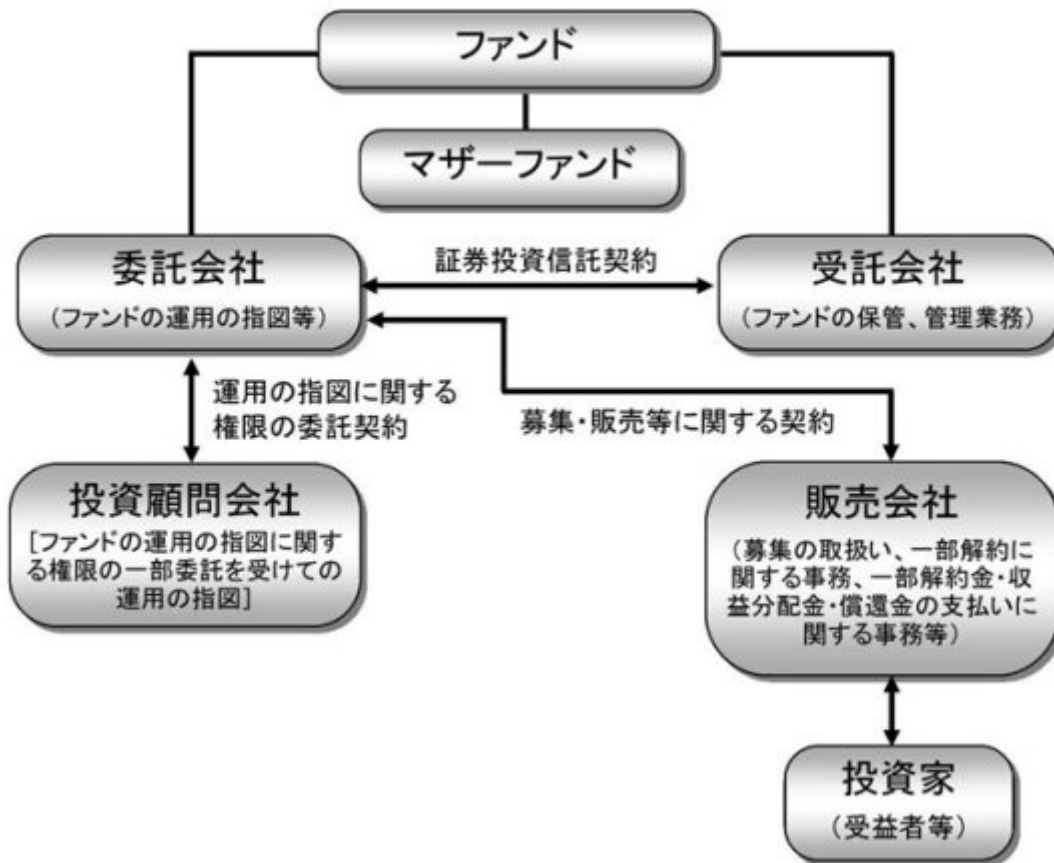 ファンド
マザーファンド
委託会社
(ファンドの運用の指図等)
証券投資信託契約
受託会社
(ファンドの保管、管理業務)
運用の指図に関する
権限の委託契約
募集・販売等に関する契約
投資顧問会社
[ファンドの運用の指図に関す
る権限の一部委託を受けての
運用の指図]
販売会社
(募集の取扱い、一部解約に
関する事務、一部解約金・収
益分配金・償還金の支払いに
関する事務等)
投資家
(受益者等)